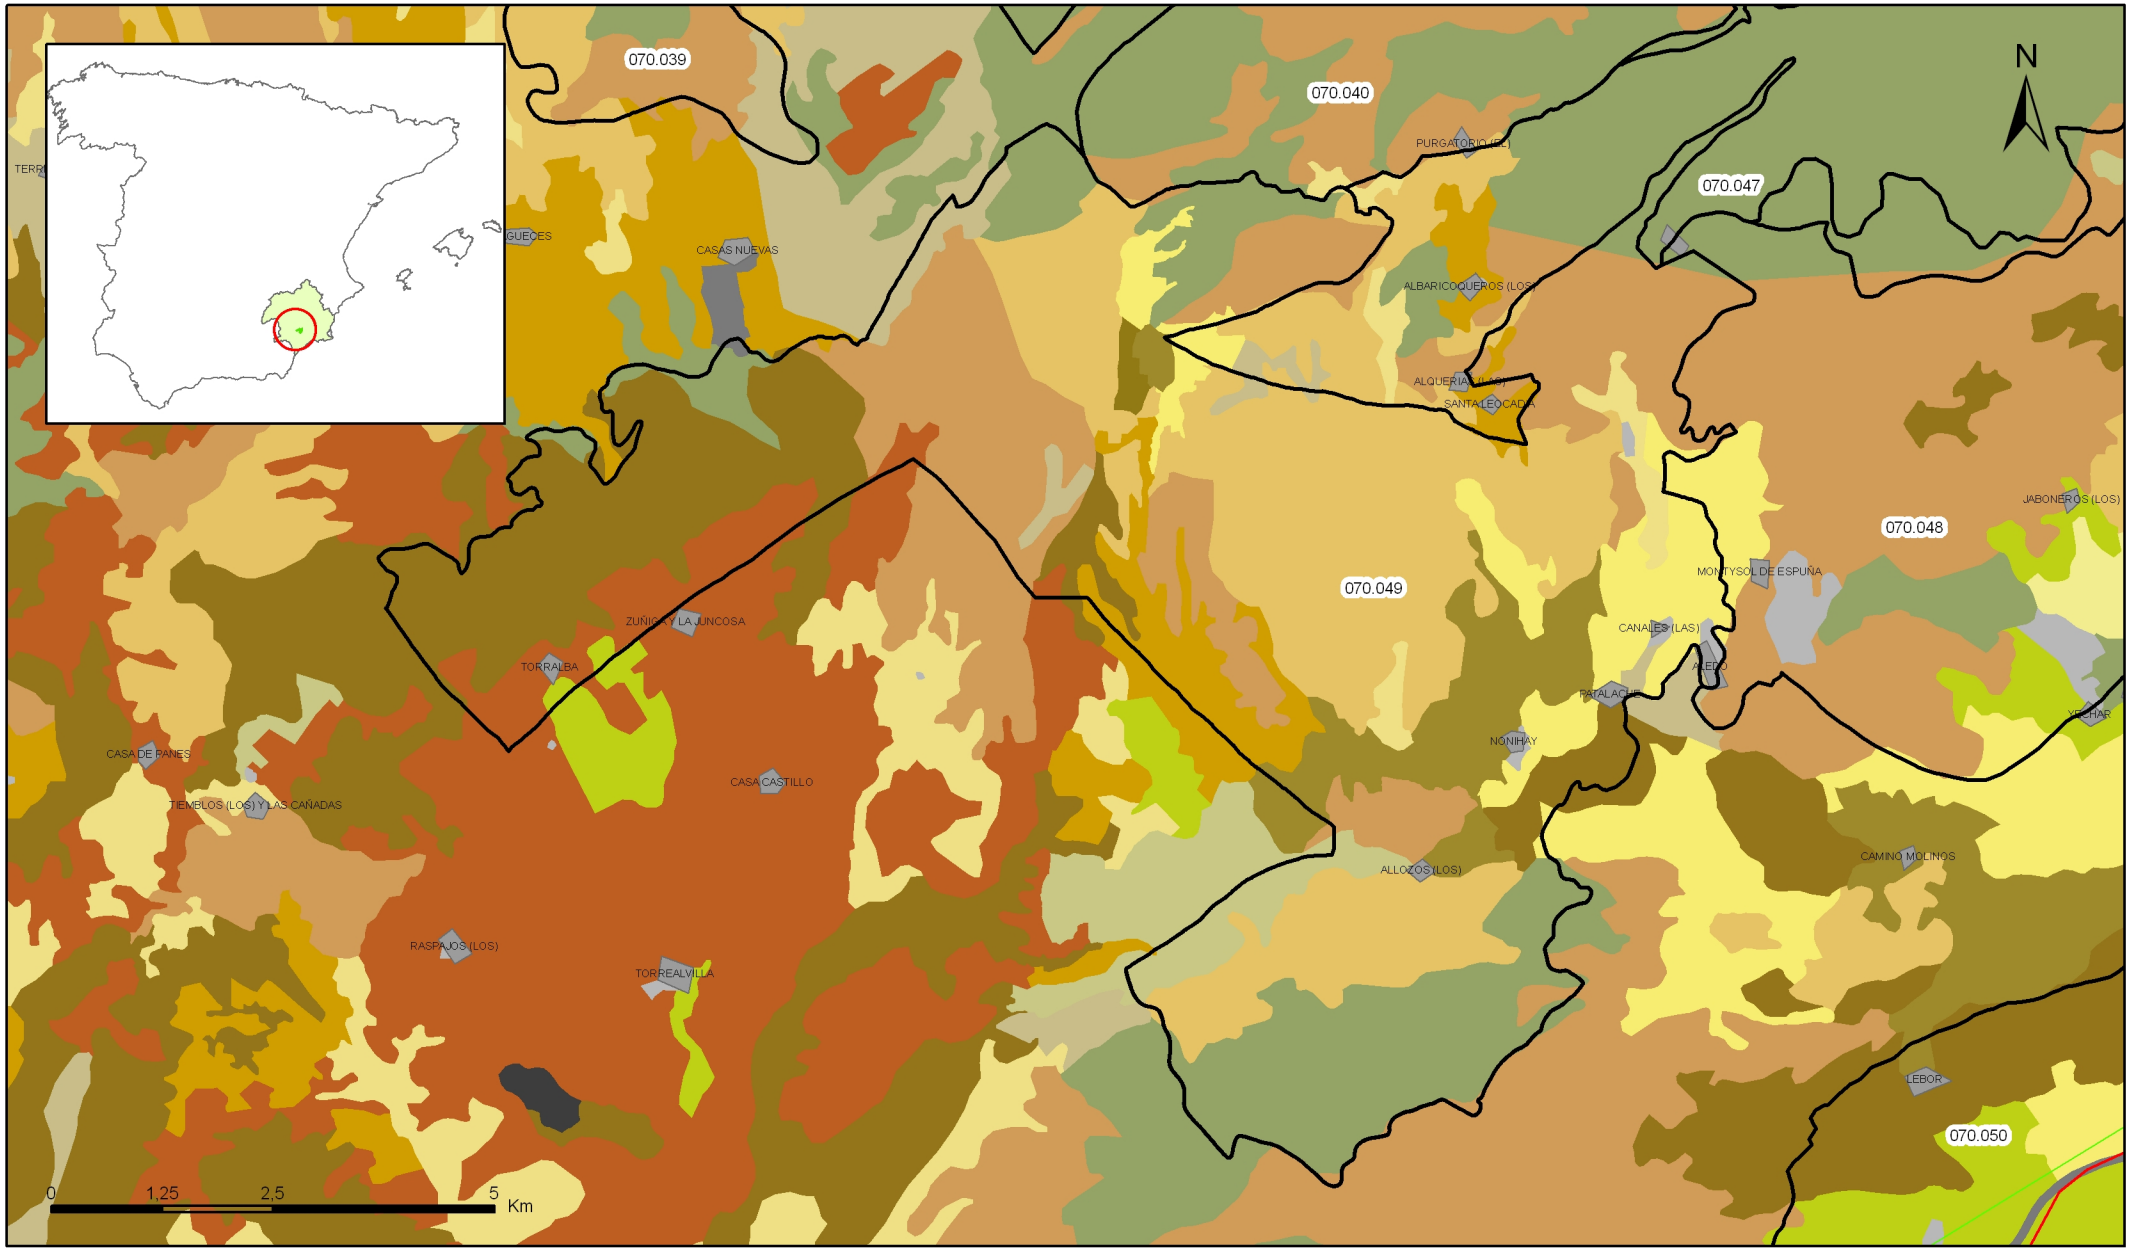 070.039
N
070.040
PURGATORIO (EL)
TERR
070.047
GUECES
CASAS NUEVAS
ALBARICOQUEROS (LOS)
ALQUERIAS (LAS)
SANTA LEOCADIA
JABONEROS (LOS)
070.048
MONTYSOL DE ESPUÑA
070.049
ZUÑIGA Y LA JUNCOSA
CANALES (LAS)
TORRALBA
ALEDO
PATALACHE
YECHAR
NONIHAY
CASA DE PANES
CASA CASTILLO
TIEMBLOS (LOS) Y LAS CAÑADAS
CAMINO MOLINOS
ALLOZOS (LOS)
RASPAJOS (LOS)
TORREALVILLA
LEBOR
070.050
0 1,25 2,5 5
Km